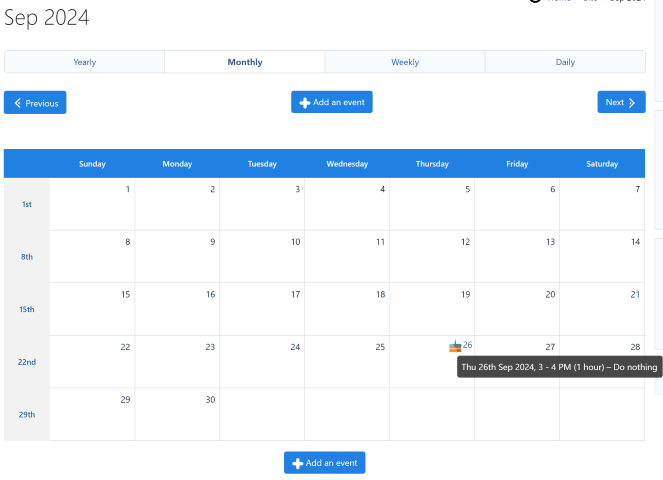 Sep 2024
Yearly Monthly Weekly Daily
Previous Add an event Next
Sunday Monday Tuesday Wednesday Thursday Friday Saturday
1st 1 2 3 4 5 6 7
8th 8 9 10 11 12 13 14
15th 15 16 17 18 19 20 21
22nd 22 23 24 25 26 27 28
Thu 26th Sep 2024, 3 - 4 PM (1 hour) – Do nothing
29th 29 30
Add an event